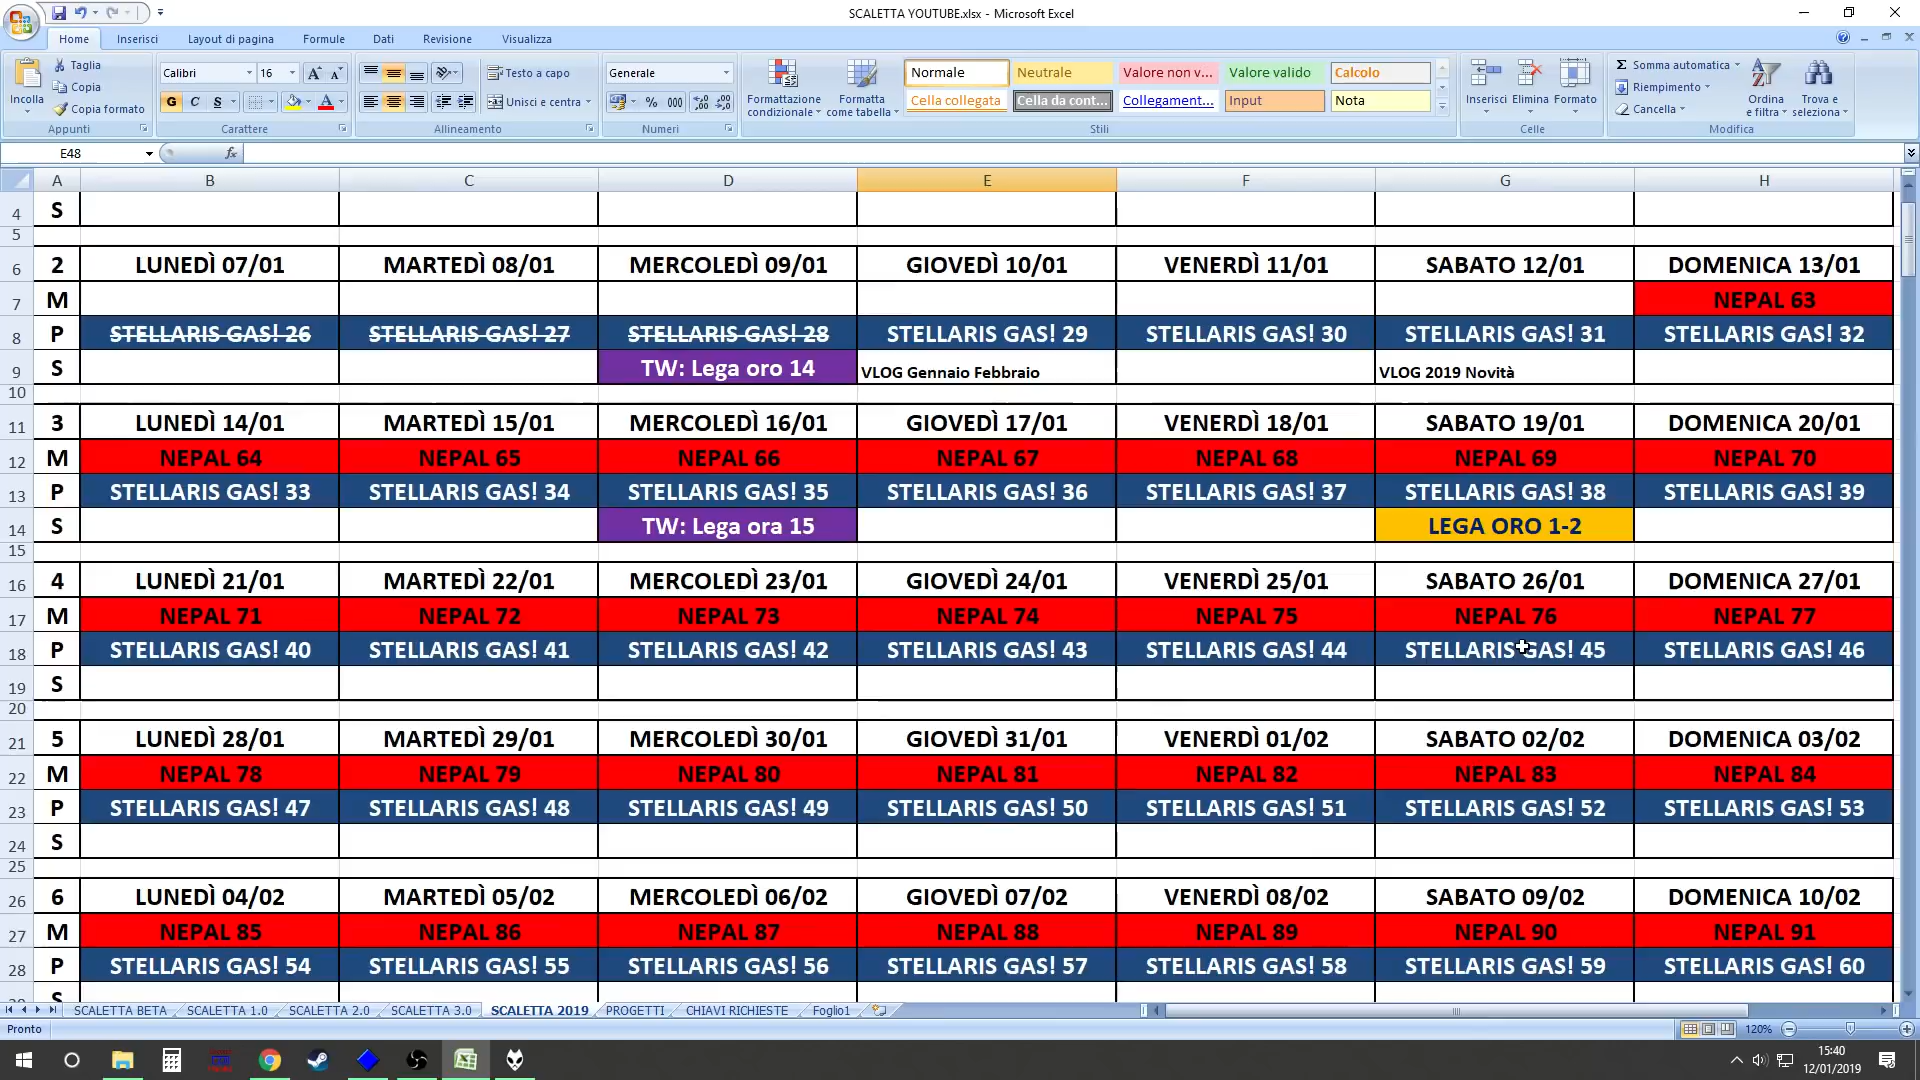 SCALETTA YOUTUBE.xlsx - Microsoft Excel
Home Inserisci Layout di pagina Formule Dati Revisione Visualizza
Incolla Taglia Copia Copia formato Appunti
Calibri 16 G C S A A A Carattere
Testo a capo Unisci e centra Allineamento
Generale % 000 Numeri
Formattazione condizionale Formatta come tabella
Normale Neutrale Valore non v... Valore valido Calcolo
Cella collegata Cella da cont... Collegament... Input Nota
Stili
Inserisci Elimina Formato Celle
Σ Somma automatica Riempimento Cancella Ordina e filtra Trova e seleziona Modifica
E48 fx
A B C D E F G H
4 S
5
6 2 LUNEDÌ 07/01 MARTEDÌ 08/01 MERCOLEDÌ 09/01 GIOVEDÌ 10/01 VENERDÌ 11/01 SABATO 12/01 DOMENICA 13/01
7 M NEPAL 63
8 P STELLARIS GAS! 26 STELLARIS GAS! 27 STELLARIS GAS! 28 STELLARIS GAS! 29 STELLARIS GAS! 30 STELLARIS GAS! 31 STELLARIS GAS! 32
9 S TW: Lega oro 14 VLOG Gennaio Febbraio VLOG 2019 Novità
10
11 3 LUNEDÌ 14/01 MARTEDÌ 15/01 MERCOLEDÌ 16/01 GIOVEDÌ 17/01 VENERDÌ 18/01 SABATO 19/01 DOMENICA 20/01
12 M NEPAL 64 NEPAL 65 NEPAL 66 NEPAL 67 NEPAL 68 NEPAL 69 NEPAL 70
13 P STELLARIS GAS! 33 STELLARIS GAS! 34 STELLARIS GAS! 35 STELLARIS GAS! 36 STELLARIS GAS! 37 STELLARIS GAS! 38 STELLARIS GAS! 39
14 S TW: Lega ora 15 LEGA ORO 1-2
15
16 4 LUNEDÌ 21/01 MARTEDÌ 22/01 MERCOLEDÌ 23/01 GIOVEDÌ 24/01 VENERDÌ 25/01 SABATO 26/01 DOMENICA 27/01
17 M NEPAL 71 NEPAL 72 NEPAL 73 NEPAL 74 NEPAL 75 NEPAL 76 NEPAL 77
18 P STELLARIS GAS! 40 STELLARIS GAS! 41 STELLARIS GAS! 42 STELLARIS GAS! 43 STELLARIS GAS! 44 STELLARIS GAS! 45 STELLARIS GAS! 46
19 S
20
21 5 LUNEDÌ 28/01 MARTEDÌ 29/01 MERCOLEDÌ 30/01 GIOVEDÌ 31/01 VENERDÌ 01/02 SABATO 02/02 DOMENICA 03/02
22 M NEPAL 78 NEPAL 79 NEPAL 80 NEPAL 81 NEPAL 82 NEPAL 83 NEPAL 84
23 P STELLARIS GAS! 47 STELLARIS GAS! 48 STELLARIS GAS! 49 STELLARIS GAS! 50 STELLARIS GAS! 51 STELLARIS GAS! 52 STELLARIS GAS! 53
24 S
25
26 6 LUNEDÌ 04/02 MARTEDÌ 05/02 MERCOLEDÌ 06/02 GIOVEDÌ 07/02 VENERDÌ 08/02 SABATO 09/02 DOMENICA 10/02
27 M NEPAL 85 NEPAL 86 NEPAL 87 NEPAL 88 NEPAL 89 NEPAL 90 NEPAL 91
28 P STELLARIS GAS! 54 STELLARIS GAS! 55 STELLARIS GAS! 56 STELLARIS GAS! 57 STELLARIS GAS! 58 STELLARIS GAS! 59 STELLARIS GAS! 60
S
SCALETTA BETA SCALETTA 1.0 SCALETTA 2.0 SCALETTA 3.0 SCALETTA 2019 PROGETTI CHIAVI RICHIESTE Foglio1
Pronto 120%
15:40
12/01/2019